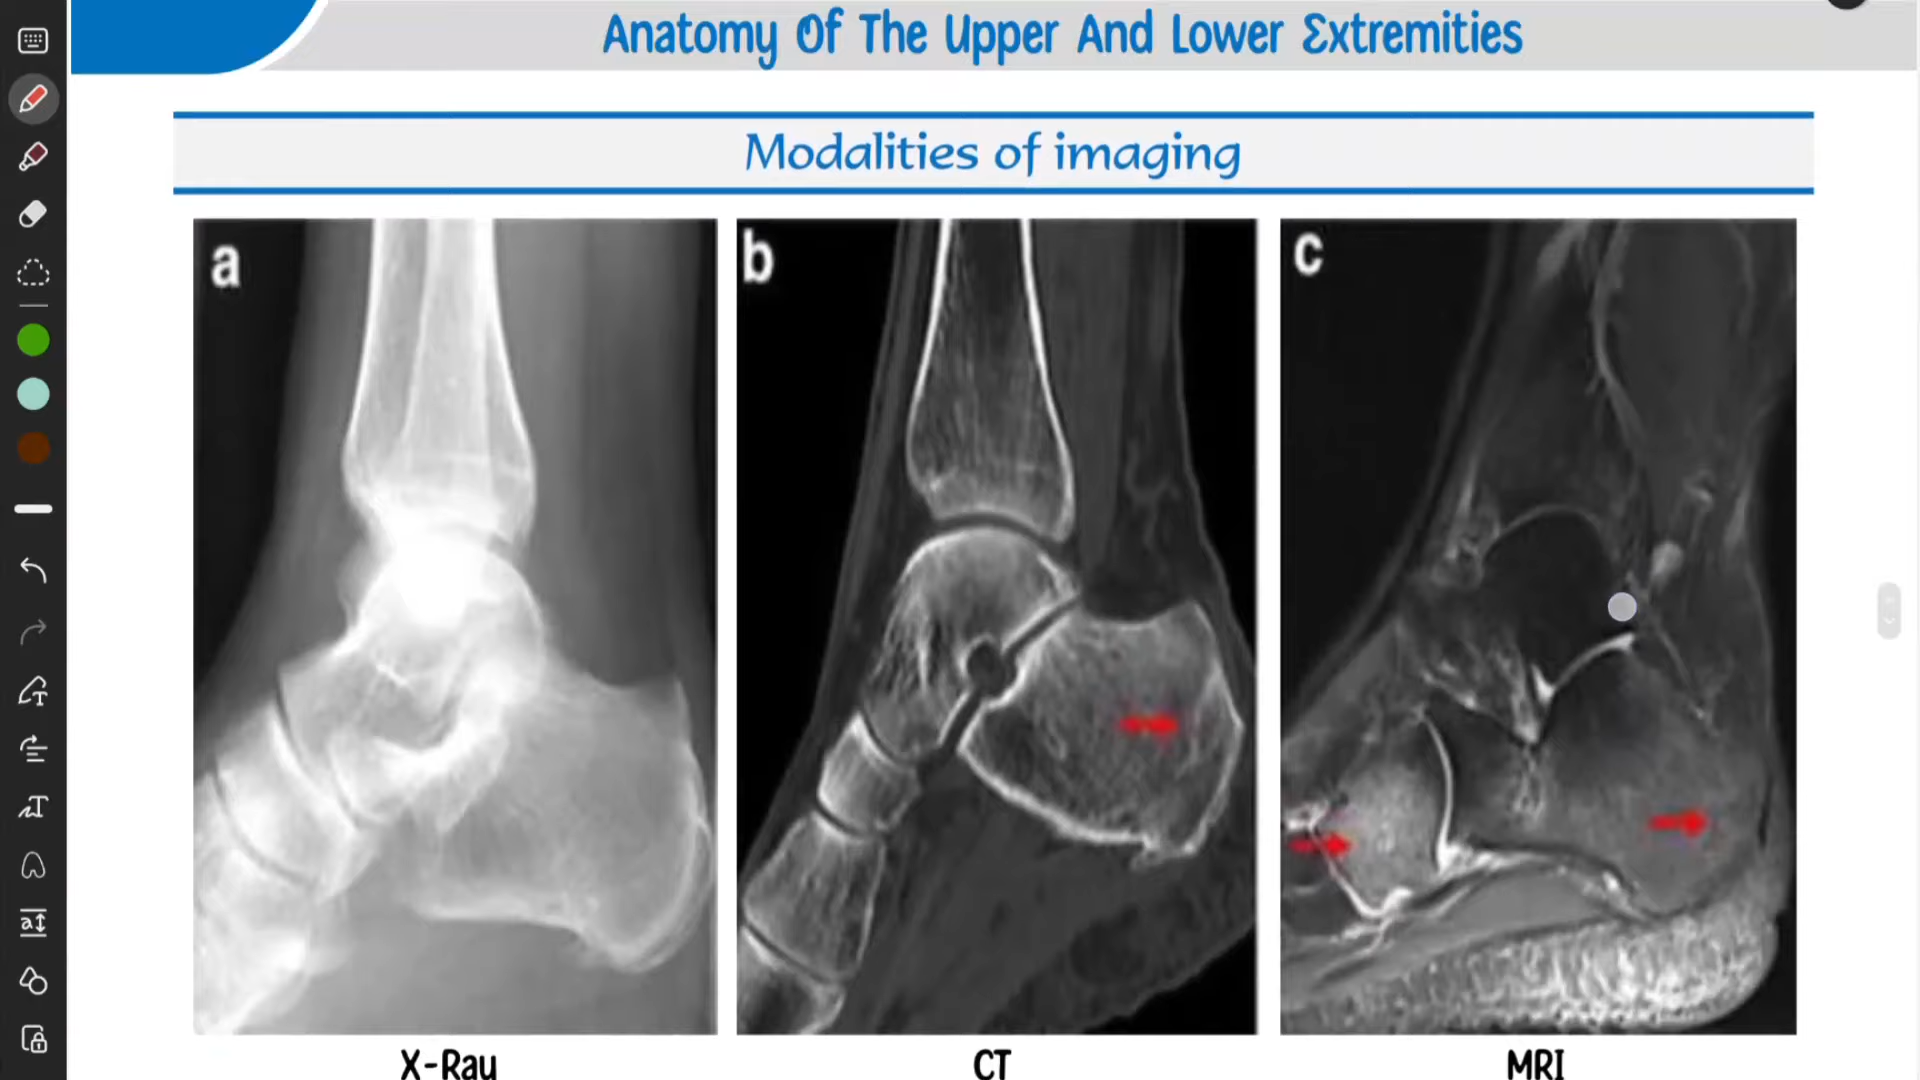 Anatomy Of The Upper And Lower Extremities
Modalities of imaging
a
b
c
X-Ray
CT
MRI